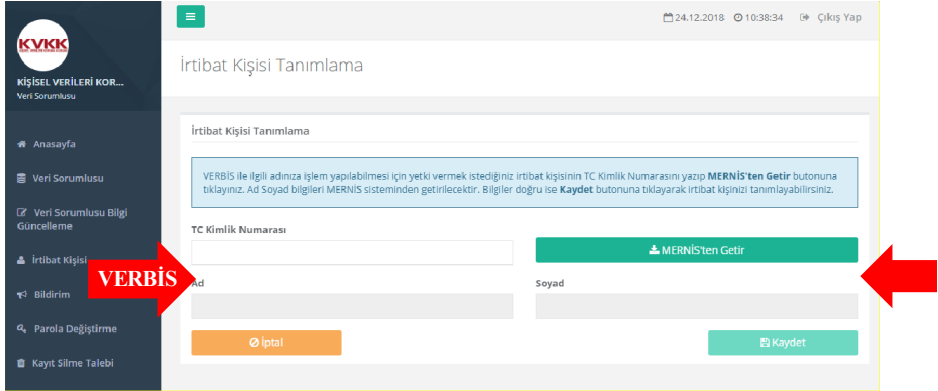 24.12.2018 10:38:34 Çıkış Yap
KVKK
KİŞİSEL VERİLERİ KOR...
Veri Sorumlusu
Anasayfa
Veri Sorumlusu
Veri Sorumlusu Bilgi
Güncelleme
İrtibat Kişisi
Bildirim
Parola Değiştirme
Kayıt Silme Talebi
VERBİS
İrtibat Kişisi Tanımlama
İrtibat Kişisi Tanımlama
VERBİS ile ilgili adınıza işlem yapılabilmesi için yetki vermek istediğiniz irtibat kişisinin TC Kimlik Numarasını yazıp MERNİS'ten Getir butonuna
tıklayınız. Ad Soyad bilgileri MERNİS sisteminden getirilecektir. Bilgiler doğru ise Kaydet butonuna tıklayarak irtibat kişinizi tanımlayabilirsiniz.
TC Kimlik Numarası
MERNİS'ten Getir
Ad Soyad
İptal Kaydet